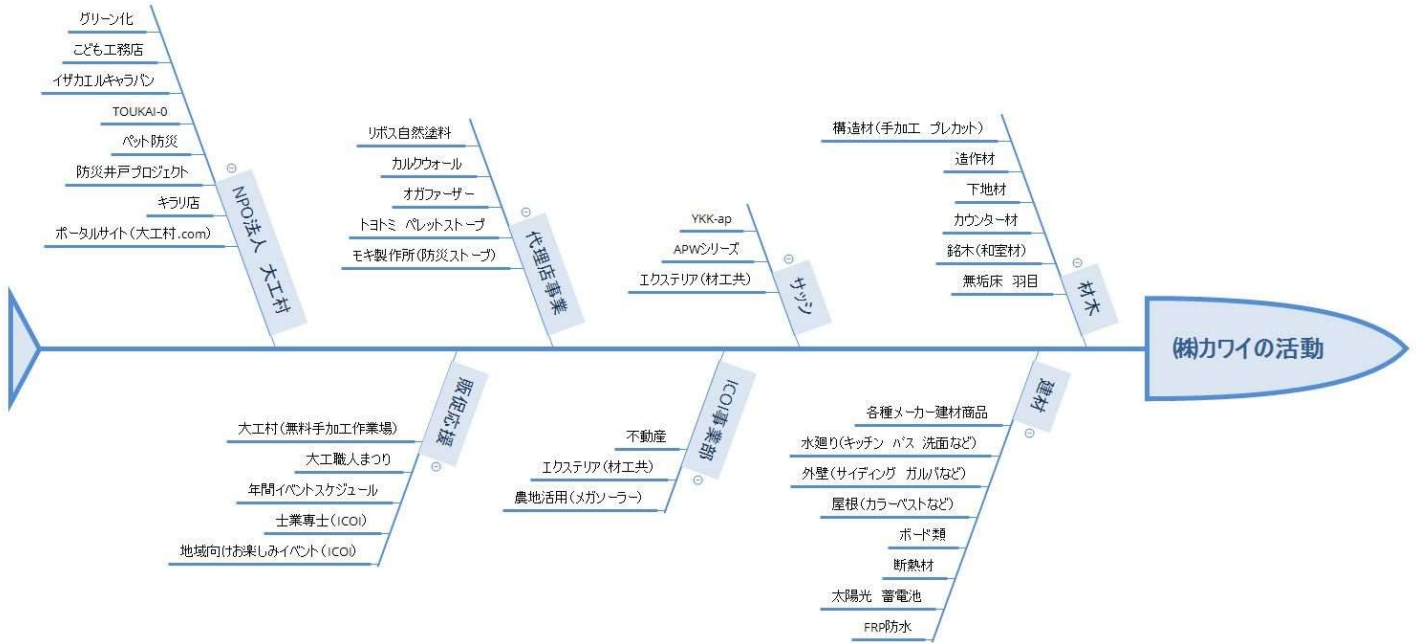 グリーン化
こども工務店
イザカエルキャラバン
TOUKAI-0
ペット防災
防災井戸プロジェクト
キラリ店
ポータルサイト(大工村.com)
NPO法人 大工村
リボス自然塗料
カルクウォール
オガファーザー
トヨトミ ペレットストーブ
モキ製作所(防災ストーブ)
代理店事業
YKK-ap
APWシリーズ
エクステリア(材工共)
サッシ
構造材(手加工 プレカット)
造作材
下地材
カウンター材
銘木(和室材)
無垢床 羽目
材木
㈱カワイの活動
販促応援
大工村(無料手加工作業場)
大工職人まつり
年間イベントスケジュール
士業専士(ICOI)
地域向けお楽しみイベント(ICOI)
ICOI事業部
不動産
エクステリア(材工共)
農地活用(メガソーラー)
建材
各種メーカー建材商品
水廻り(キッチン バス 洗面など)
外壁(サイディング ガルバなど)
屋根(カラーベストなど)
ボード類
断熱材
太陽光 蓄電池
FRP防水